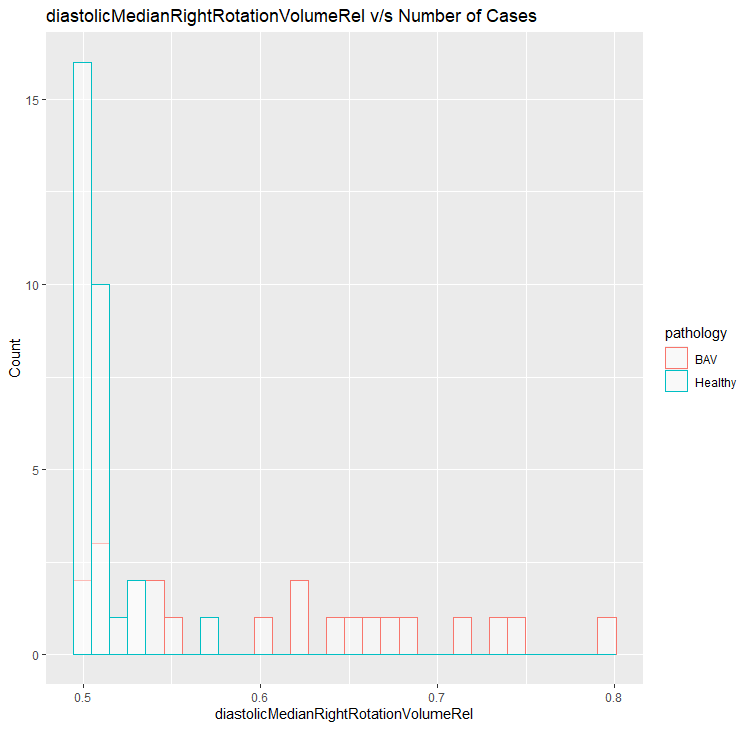 diastolicMedianRightRotationVolumeRel v/s Number of Cases
15
10
5
0
Count
0.5 0.6 0.7 0.8
diastolicMedianRightRotationVolumeRel
pathology
BAV
Healthy